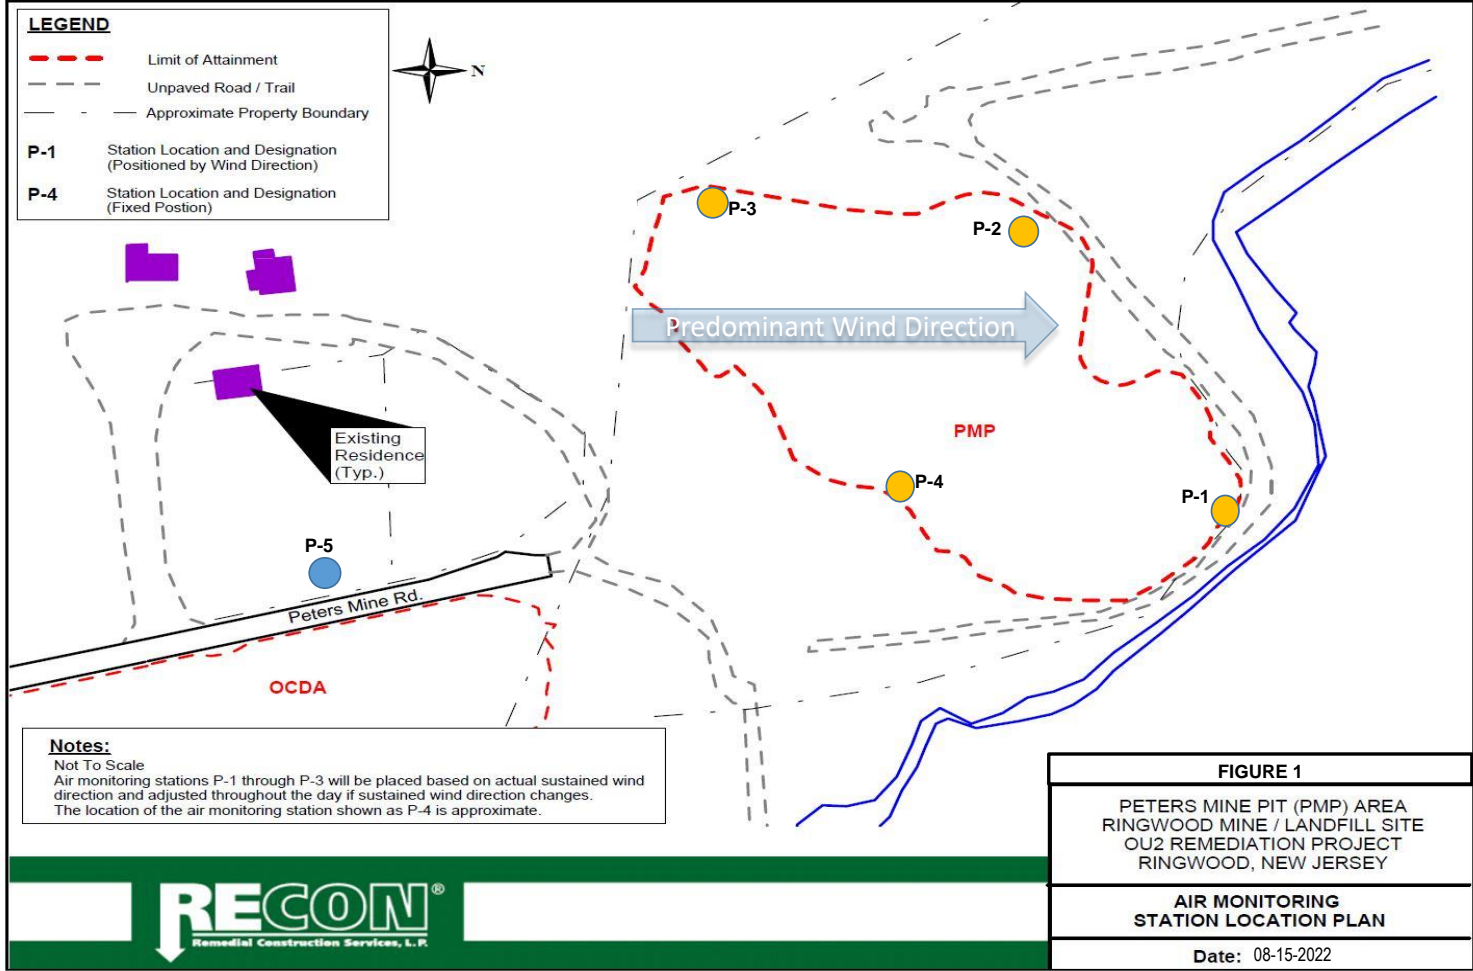 LEGEND
Limit of Attainment
Unpaved Road / Trail
Approximate Property Boundary
P-1 Station Location and Designation
(Positioned by Wind Direction)
P-4 Station Location and Designation
(Fixed Postion)
N
P-3
P-2
Predominant Wind Direction
PMP
Existing
Residence
(Typ.)
P-4
P-1
P-5
Peters Mine Rd.
OCDA
Notes:
Not To Scale
Air monitoring stations P-1 through P-3 will be placed based on actual sustained wind
direction and adjusted throughout the day if sustained wind direction changes.
The location of the air monitoring station shown as P-4 is approximate.
FIGURE 1
PETERS MINE PIT (PMP) AREA
RINGWOOD MINE / LANDFILL SITE
OU2 REMEDIATION PROJECT
RINGWOOD, NEW JERSEY
AIR MONITORING
STATION LOCATION PLAN
Date: 08-15-2022
RECON®
Remedial Construction Services, L.P.